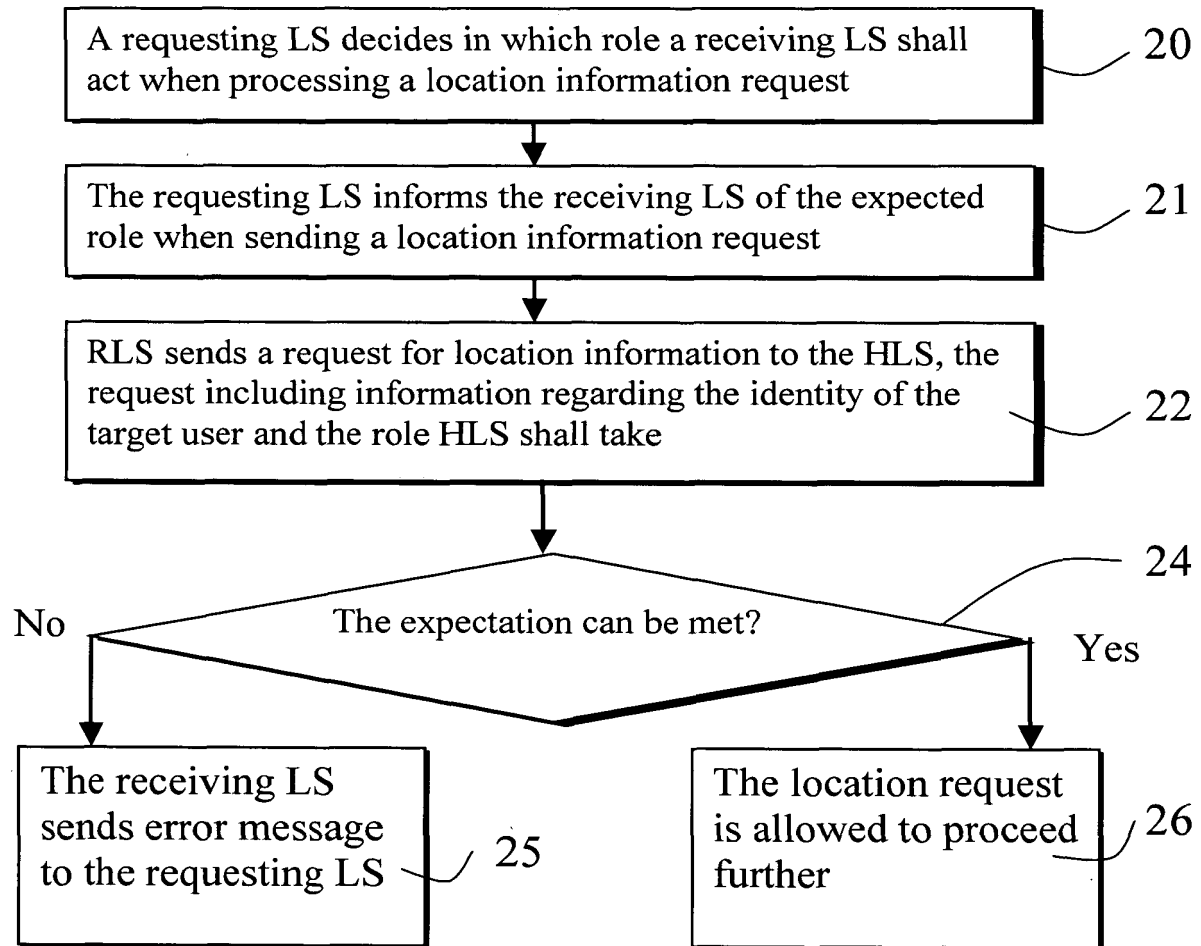 A requesting LS decides in which role a receiving LS shall
act when processing a location information request
20
The requesting LS informs the receiving LS of the expected
role when sending a location information request
21
RLS sends a request for location information to the HLS, the
request including information regarding the identity of the
target user and the role HLS shall take
22
24
No
The expectation can be met?
Yes
The receiving LS
sends error message
to the requesting LS
25
The location request
is allowed to proceed
further
26